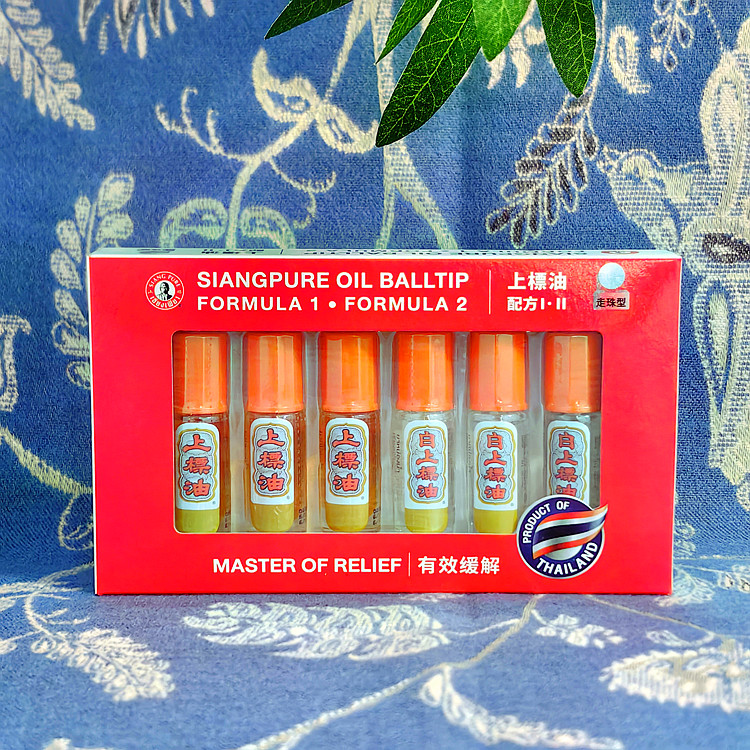 SIANG PURE
SIANGPURE OIL BALLTIP
FORMULA 1 • FORMULA 2
上標油
配方I·II
走珠型
上標油
上標油
上標油
白上標油
白上標油
白上標油
MASTER OF RELIEF
有效缓解
PRODUCT OF
THAILAND